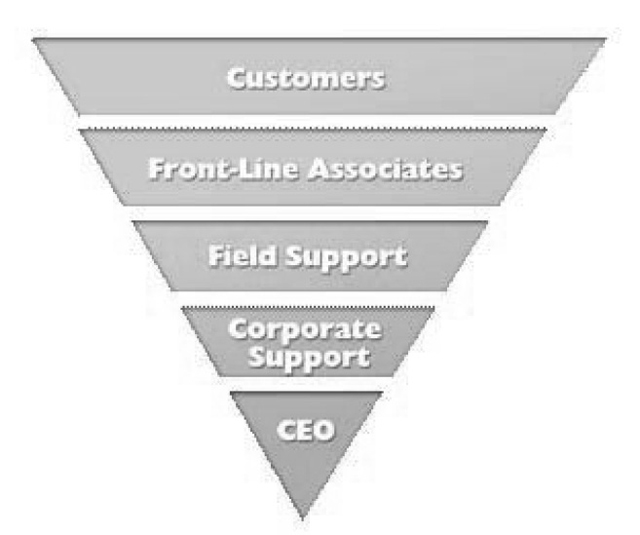 Customers
Front-Line Associates
Field Support
Corporate
Support
CEO